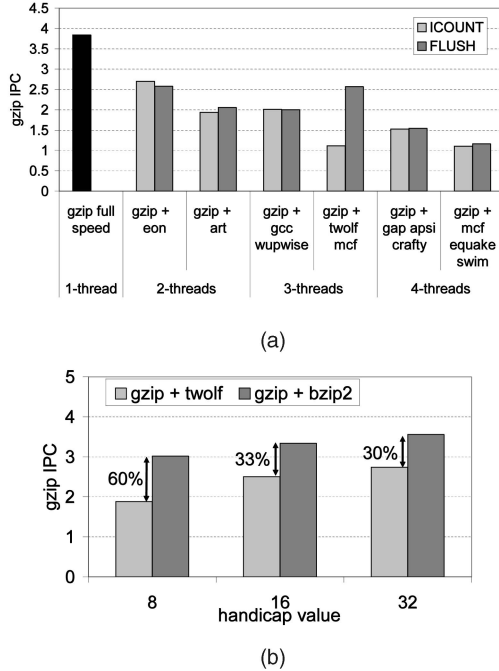 4.5
4
3.5
3
2.5
2
1.5
1
0.5
0
gzip IPC
ICOUNT
FLUSH
gzip full speed
gzip + eon
gzip + art
gzip + gcc wupwise
gzip + twolf mcf
gzip + gap apsi crafty
gzip + mcf equake swim
1-thread
2-threads
3-threads
4-threads
(a)
5
4
3
2
1
0
gzip IPC
gzip + twolf
gzip + bzip2
60%
33%
30%
8
16
32
handicap value
(b)